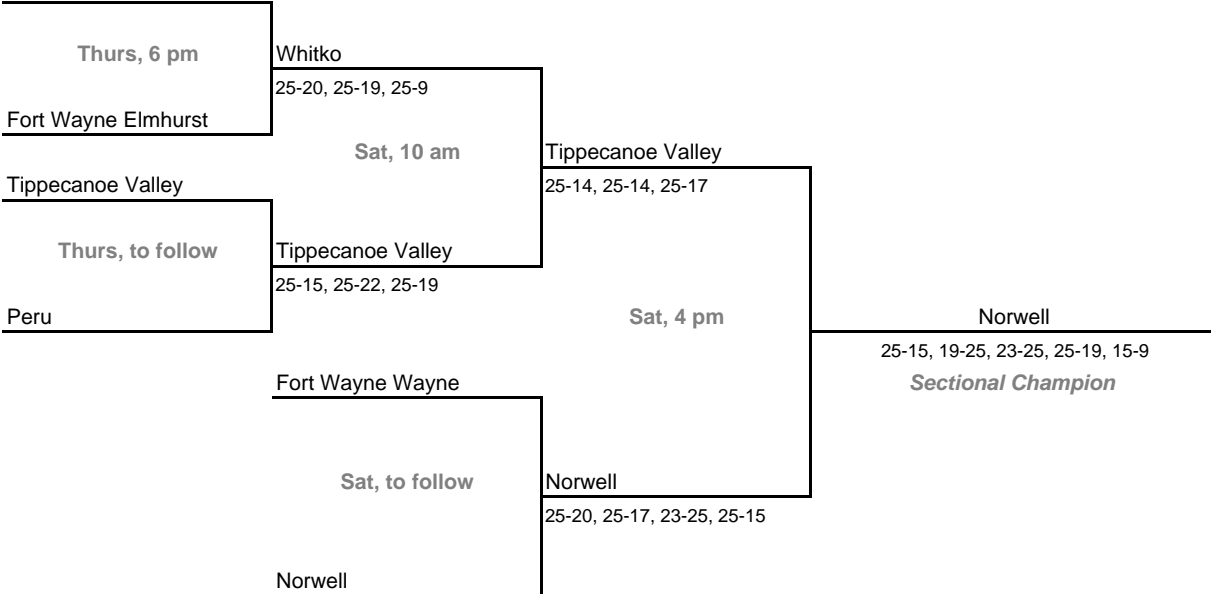 Thurs, 6 pm
Whitko
25-20, 25-19, 25-9
Fort Wayne Elmhurst
Sat, 10 am
Tippecanoe Valley
25-14, 25-14, 25-17
Tippecanoe Valley
Thurs, to follow
Tippecanoe Valley
25-15, 25-22, 25-19
Peru
Sat, 4 pm
Norwell
25-15, 19-25, 23-25, 25-19, 15-9
Sectional Champion
Fort Wayne Wayne
Sat, to follow
Norwell
25-20, 25-17, 23-25, 25-15
Norwell